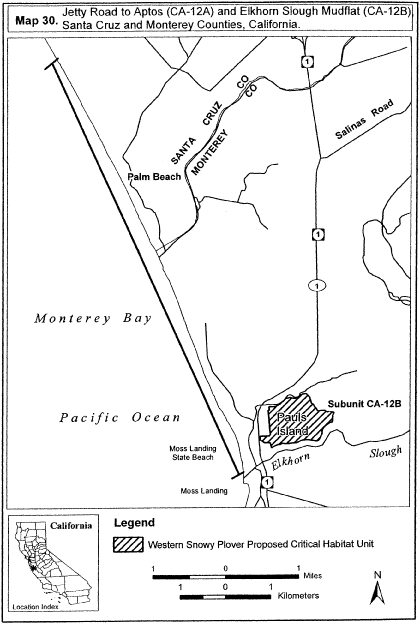 Map 30. Jetty Road to Aptos (CA-12A) and Elkhorn Slough Mudflat (CA-12B),
Santa Cruz and Monterey Counties, California.
1
SANTA CRUZ CO
MONTEREY CO
Salinas Road
Palm Beach
1
1
Monterey Bay
Pacific Ocean
Subunit CA-12B
Pauls
Island
Moss Landing
State Beach
Elkhorn Slough
Moss Landing
1
California
Location Index
Legend
Western Snowy Plover Proposed Critical Habitat Unit
1 0 1
Miles
1 0 1
Kilometers
N